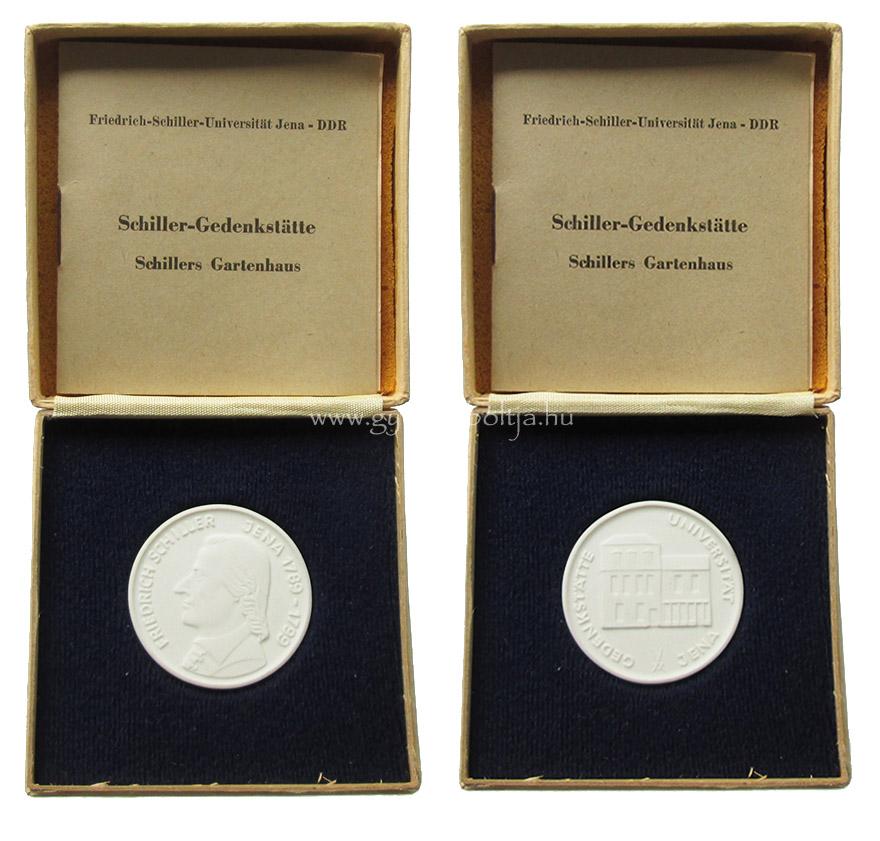 Friedrich-Schiller-Universität Jena - DDR
Schiller-Gedenkstätte
Schillers Gartenhaus
FRIEDRICH SCHILLER JENA 1789-1799
Friedrich-Schiller-Universität Jena - DDR
Schiller-Gedenkstätte
Schillers Gartenhaus
GEDENKSTÄTTE UNIVERSITÄT JENA